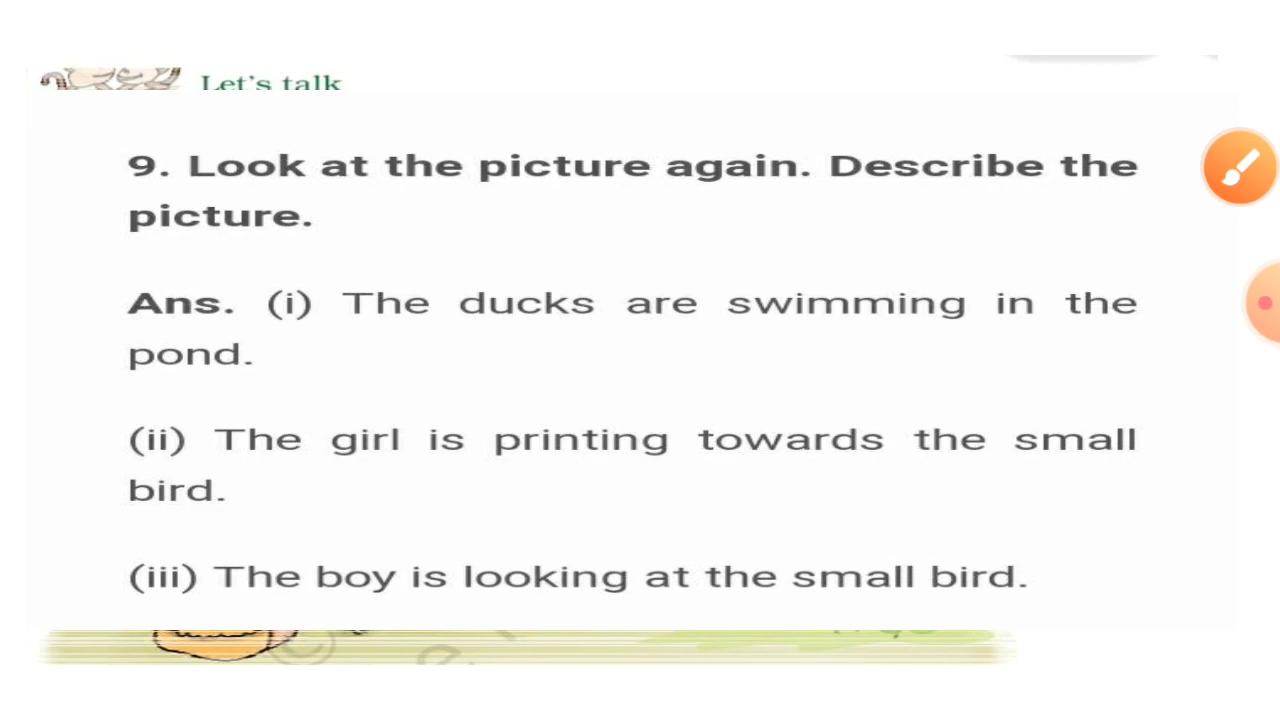 Let's talk
9. Look at the picture again. Describe the
picture.
Ans. (i) The ducks are swimming in the
pond.
(ii) The girl is printing towards the small
bird.
(iii) The boy is looking at the small bird.